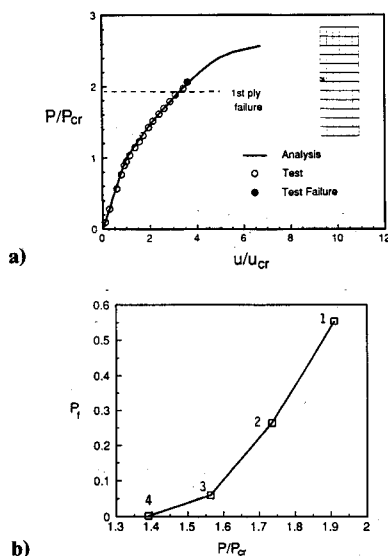 3
2
1
0
P/Pcr
1st ply
failure
Analysis
Test
Test Failure
0 2 4 6 8 10 12
u/ucr
a)
0.6
0.5
0.4
0.3
0.2
0.1
0
Pf
1
2
3
4
1.3 1.4 1.5 1.6 1.7 1.8 1.9 2
P/Pcr
b)